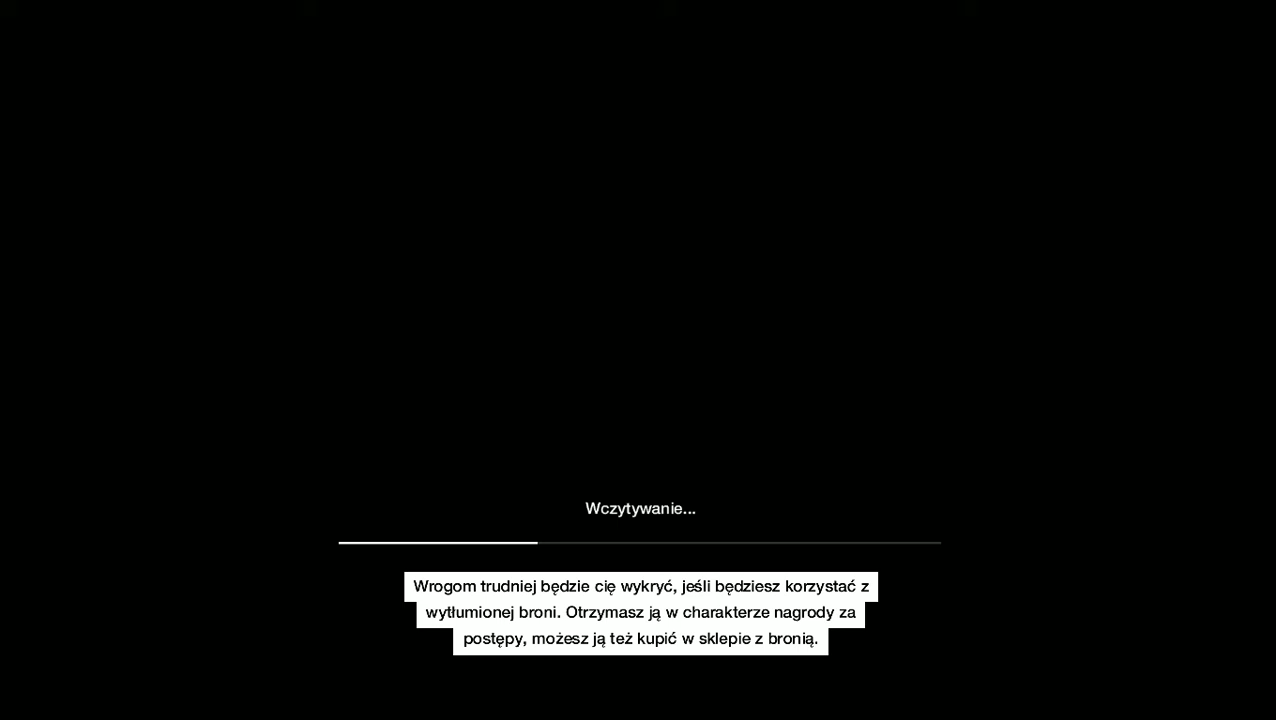 Wczytywanie...
Wrogom trudniej będzie cię wykryć, jeśli będziesz korzystać z
wytłumionej broni. Otrzymasz ją w charakterze nagrody za
postępy, możesz ją też kupić w sklepie z bronią.